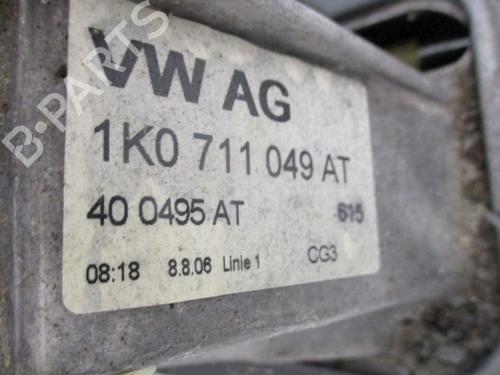 B-PARTS
VW AG
1K0 711 049 AT
40 0495 AT 615
08:18 8.8.06 Linie 1 CG3